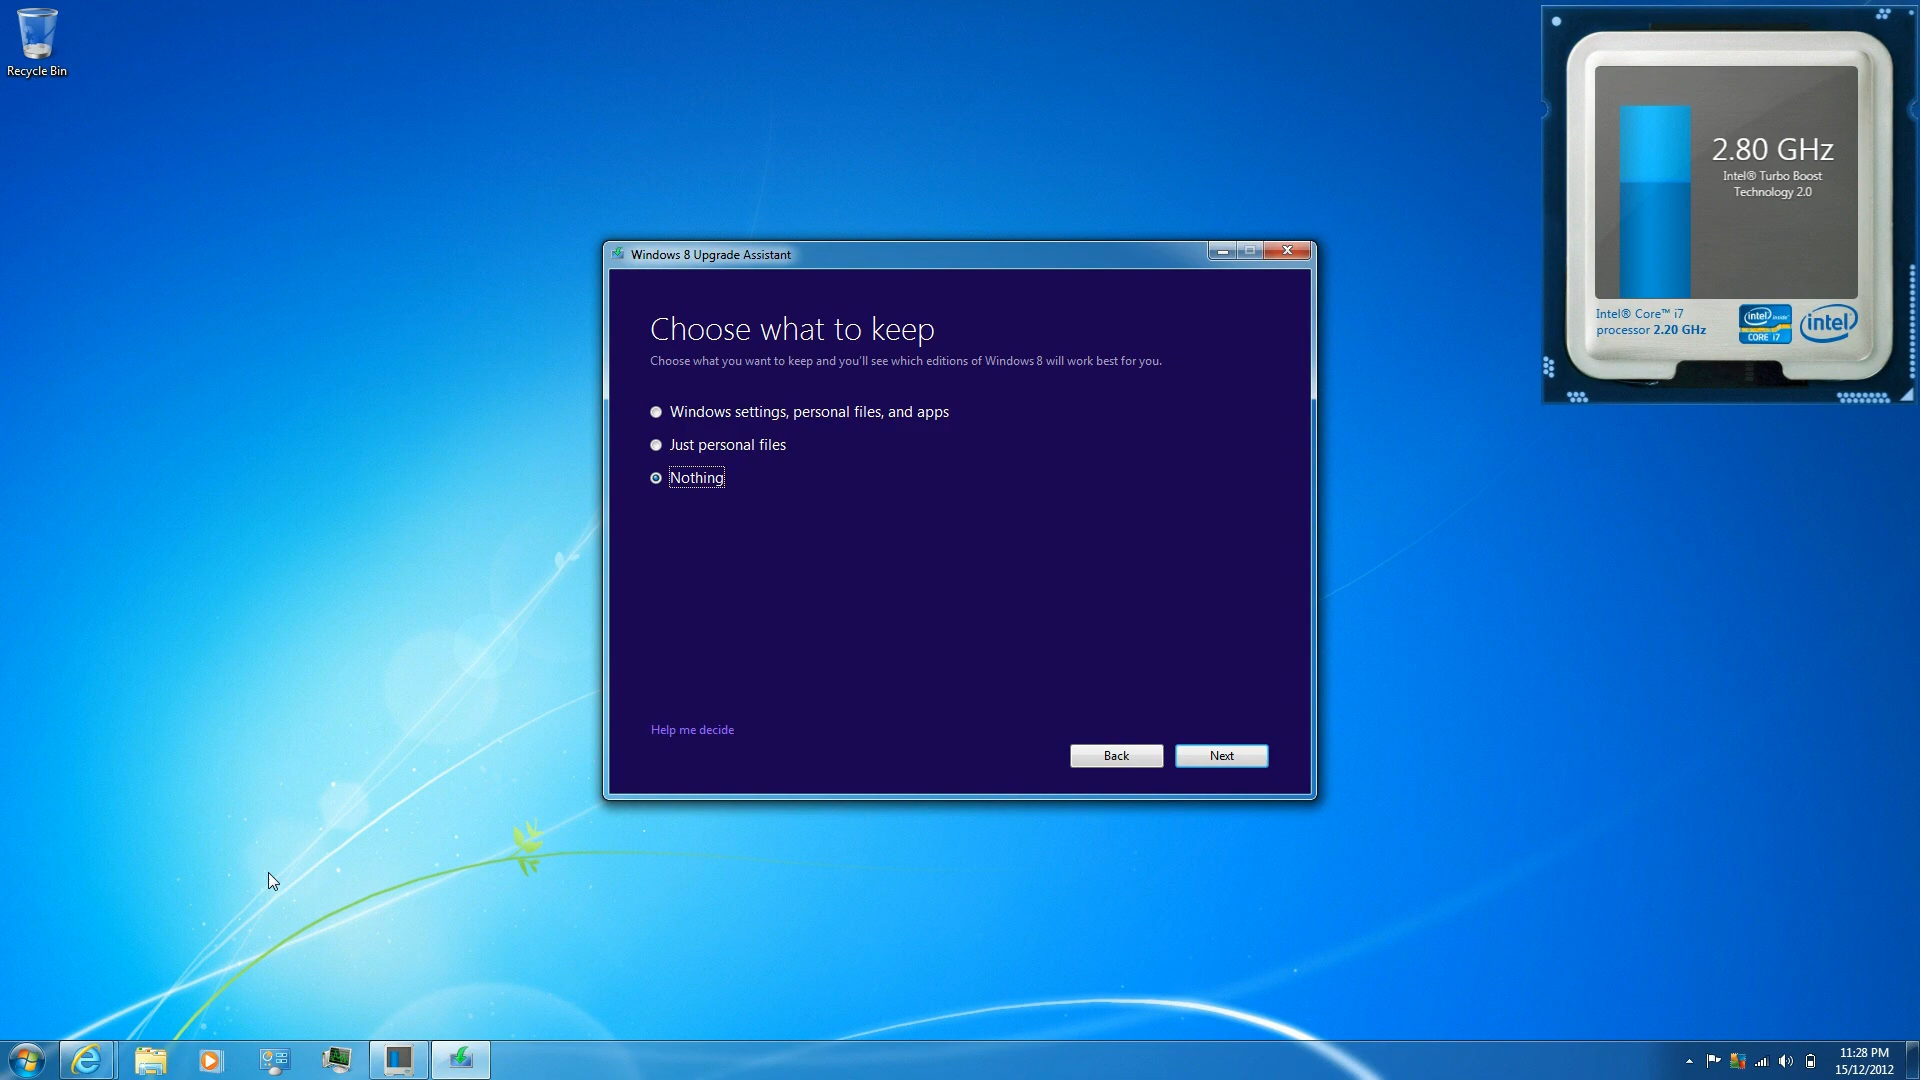 Recycle Bin
2.80 GHz
Intel® Turbo Boost
Technology 2.0
Intel® Core™ i7
processor 2.20 GHz
intel inside
CORE i7
intel
Windows 8 Upgrade Assistant
Choose what to keep
Choose what you want to keep and you'll see which editions of Windows 8 will work best for you.
Windows settings, personal files, and apps
Just personal files
Nothing
Help me decide
Back
Next
11:28 PM
15/12/2012